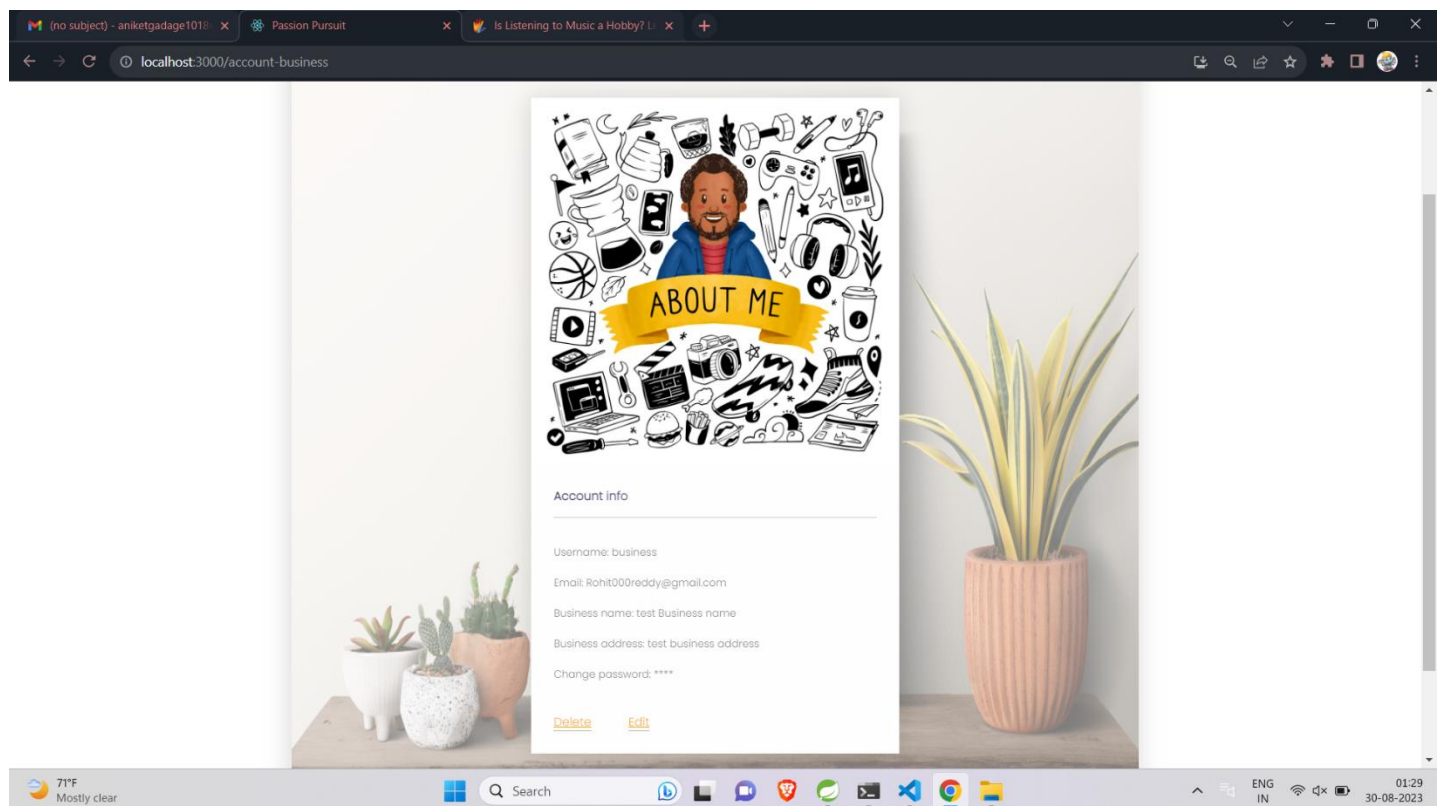 (no subject) - aniketgadage1018
Passion Pursuit
Is Listening to Music a Hobby? Li
localhost:3000/account-business
ABOUT ME
Account info
Username: business
Email: Rohit000reddy@gmail.com
Business name: test Business name
Business address: test business address
Change password: ****
Delete Edit
71°F
Mostly clear
Search
ENG
IN
01:29
30-08-2023